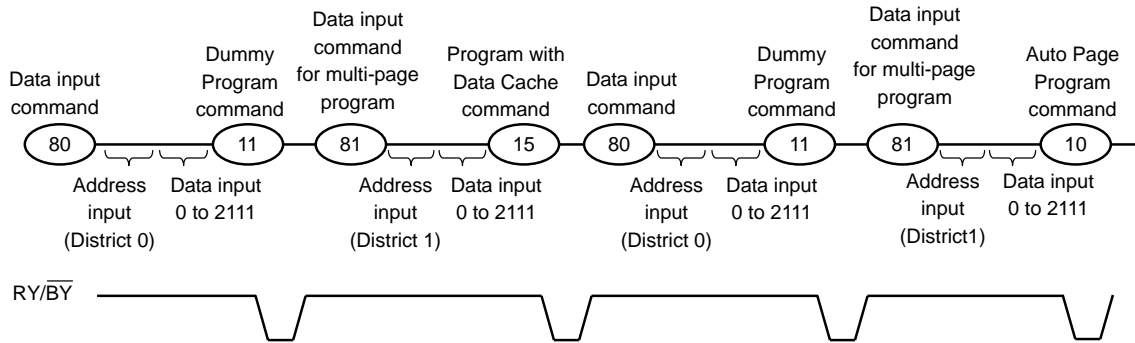 Data input
command
Dummy
Program
command
Data input
command
for multi-page
program
Program with
Data Cache
command
Data input
command
Dummy
Program
command
Data input
command
for multi-page
program
Auto Page
Program
command
80
11
81
15
80
11
81
10
Address
input
(District 0)
Data input
0 to 2111
Address
input
(District 1)
Data input
0 to 2111
Address
input
(District 0)
Data input
0 to 2111
Address
input
(District1)
Data input
0 to 2111
RY/B̅Y̅